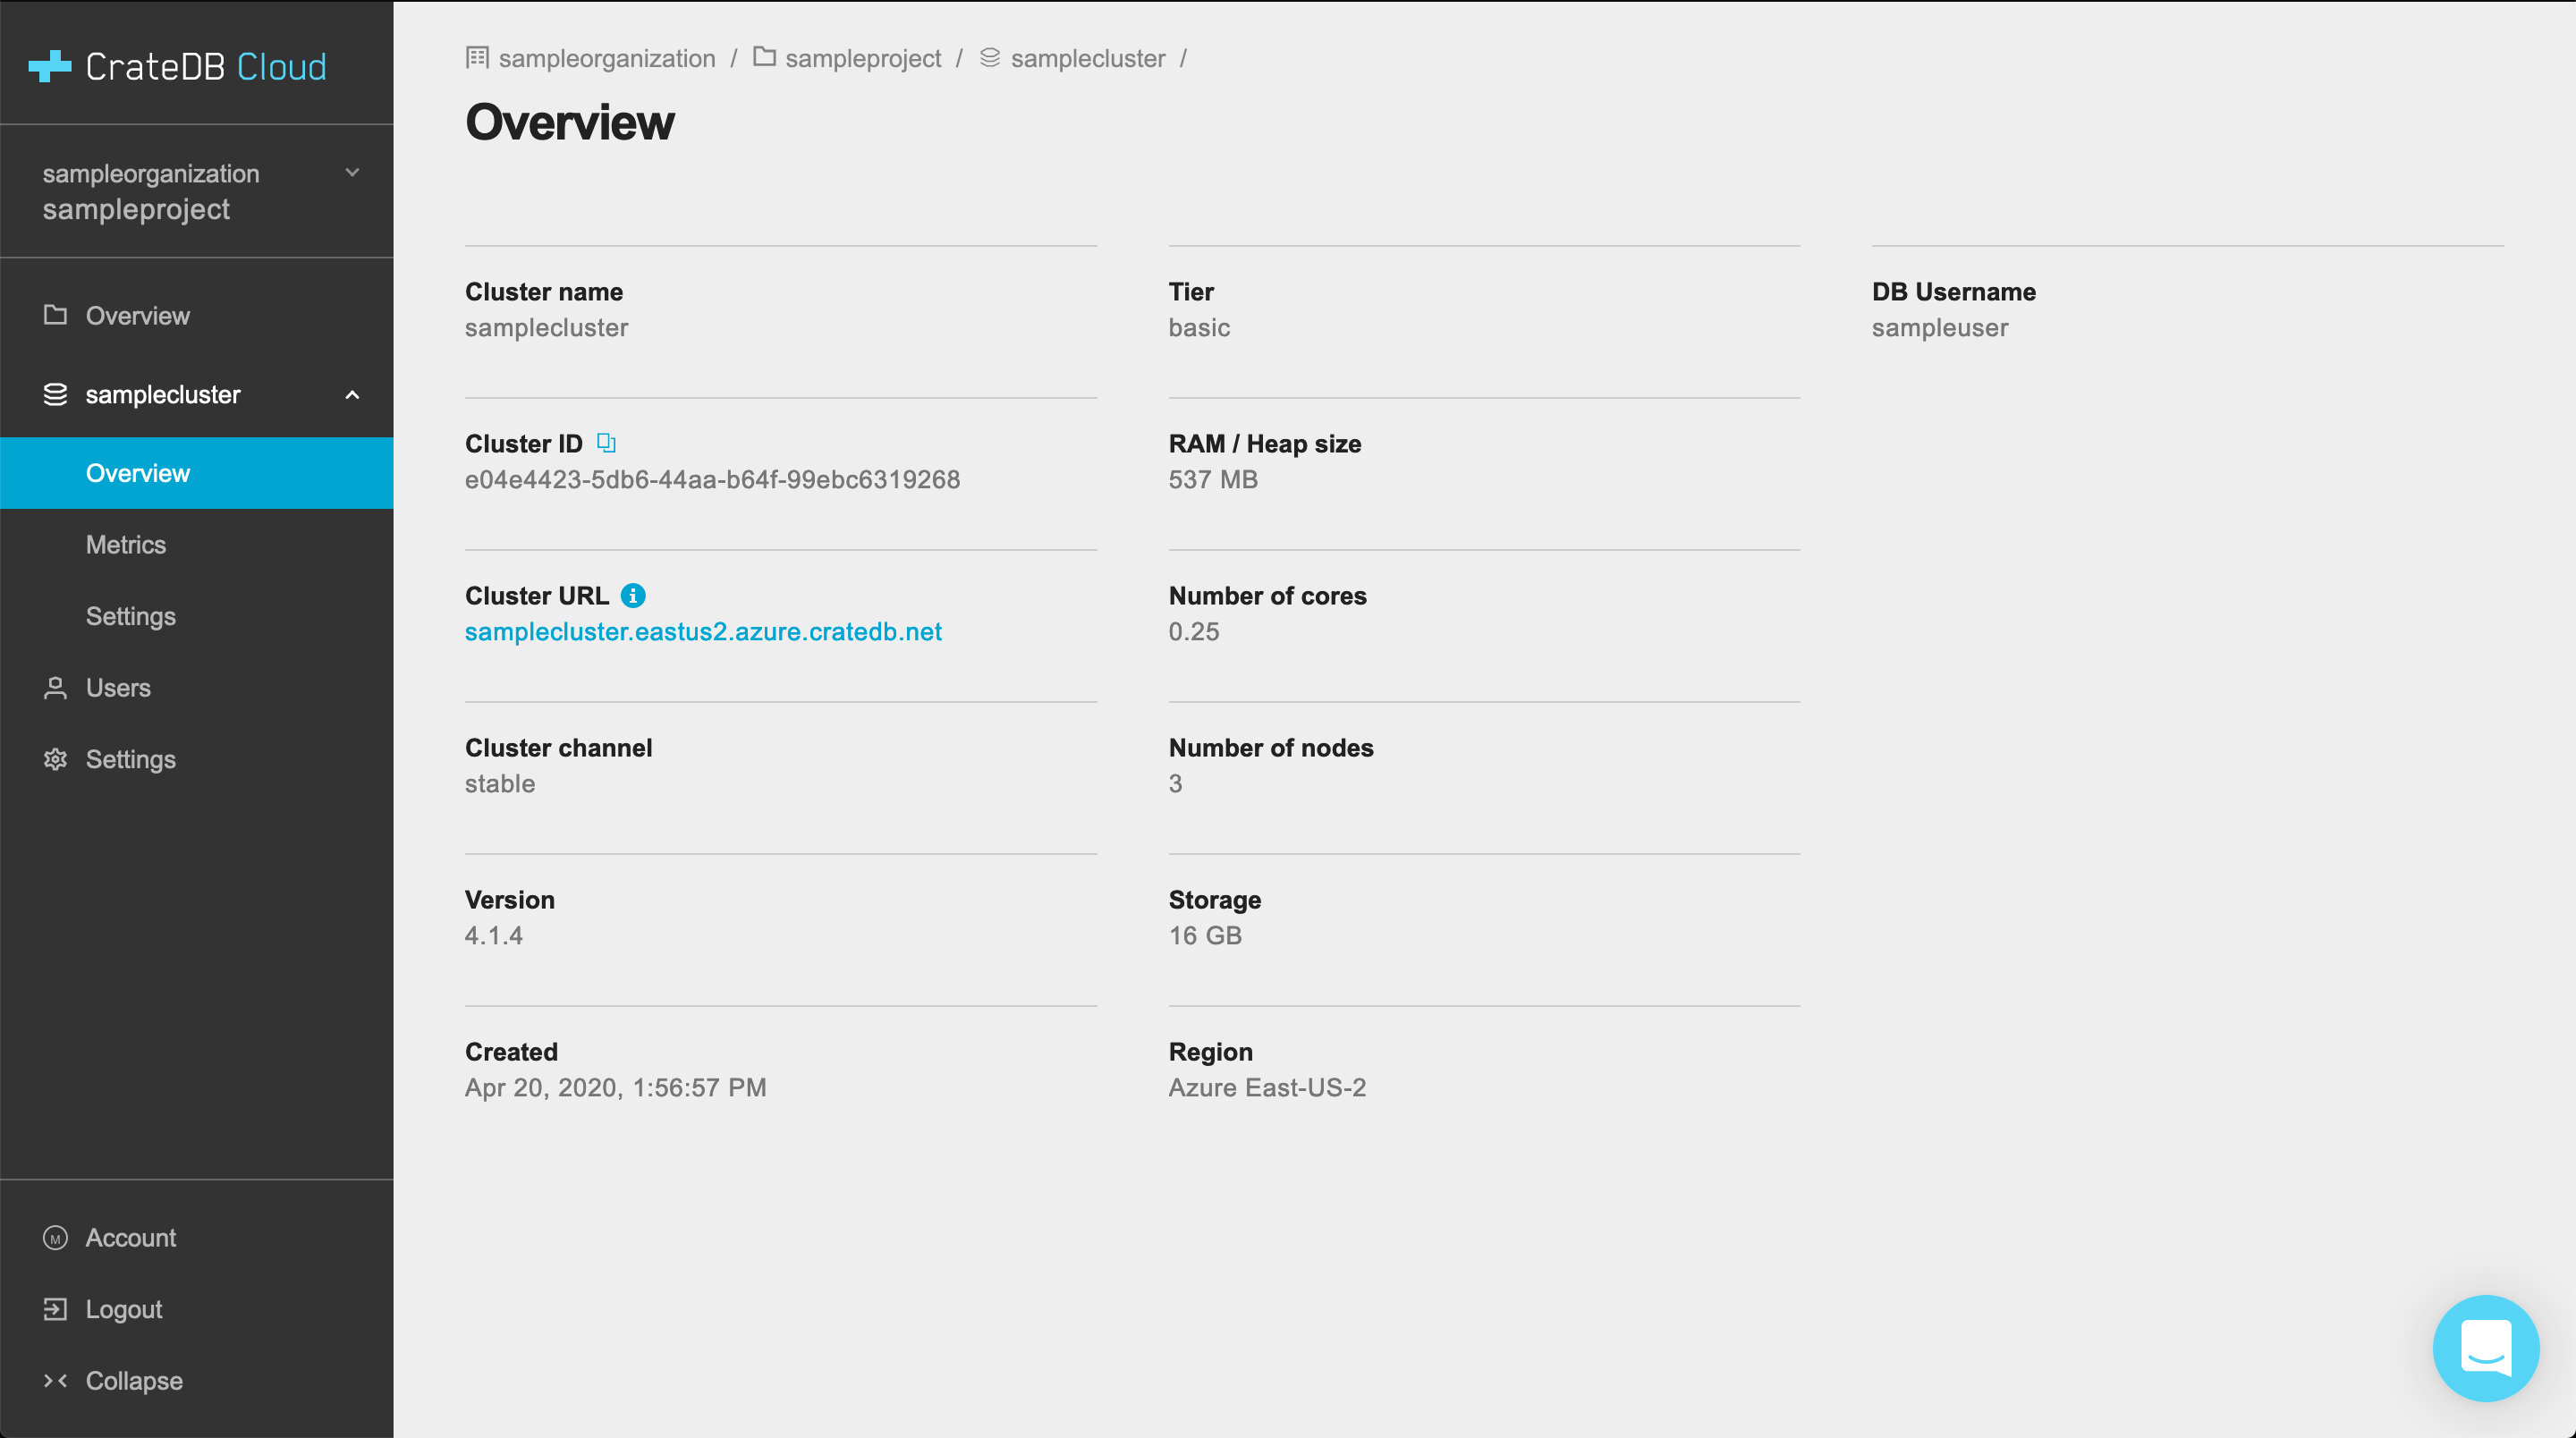 CrateDB Cloud
sampleorganization
sampleproject
Overview
samplecluster
Overview
Metrics
Settings
Users
Settings
M Account
Logout
Collapse
sampleorganization / sampleproject / samplecluster /
Overview
Cluster name
samplecluster
Cluster ID
e04e4423-5db6-44aa-b64f-99ebc6319268
Cluster URL
samplecluster.eastus2.azure.cratedb.net
Cluster channel
stable
Version
4.1.4
Created
Apr 20, 2020, 1:56:57 PM
Tier
basic
RAM / Heap size
537 MB
Number of cores
0.25
Number of nodes
3
Storage
16 GB
Region
Azure East-US-2
DB Username
sampleuser